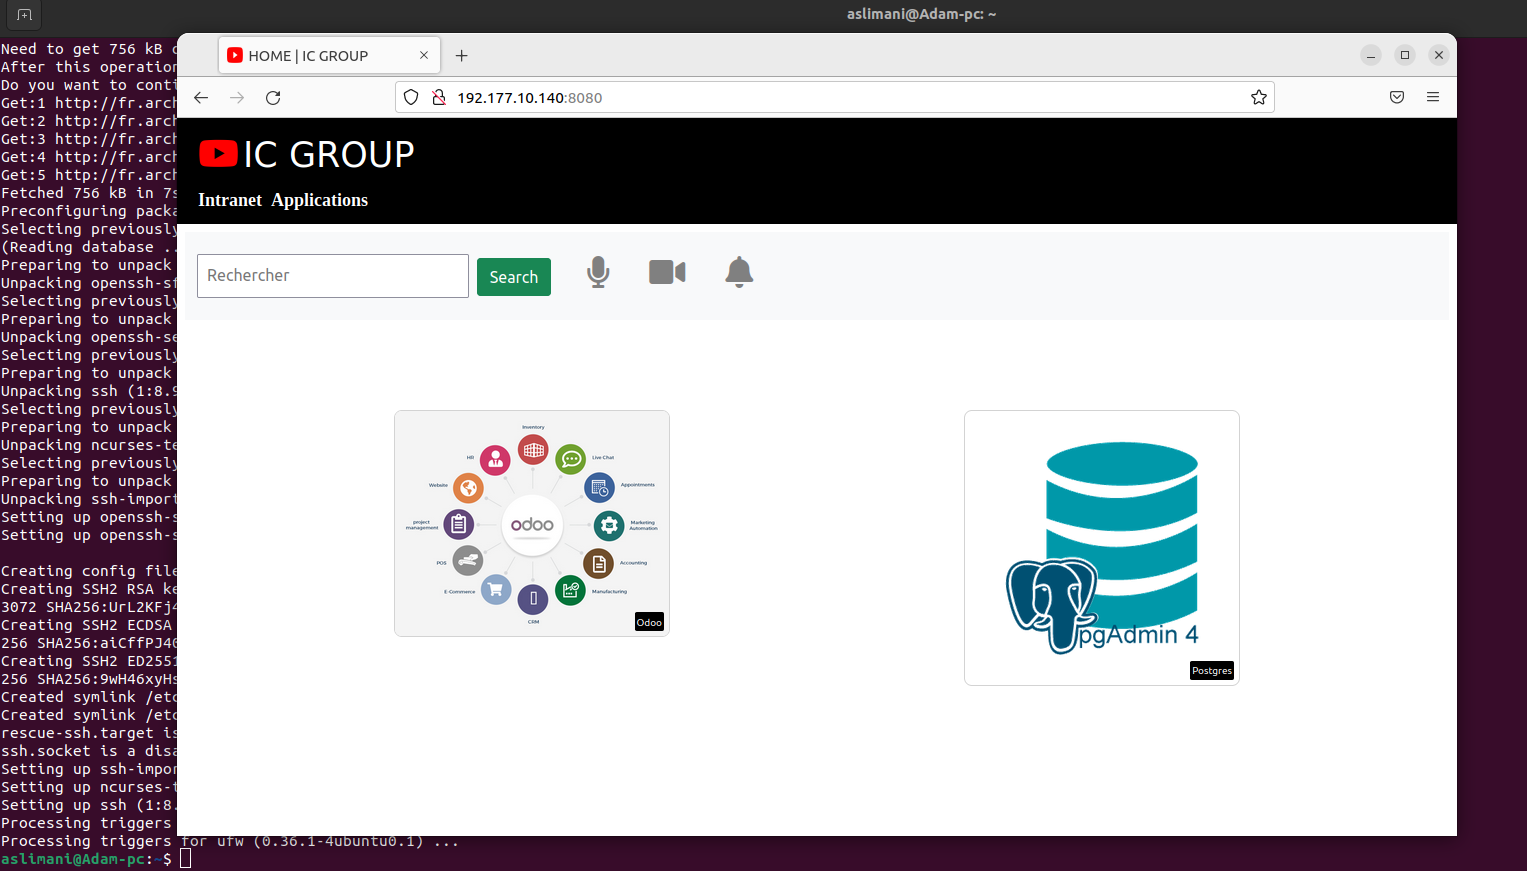 aslimani@Adam-pc: ~
Need to get 756 kB
After this operation
Do you want to conti
Get:1 http://fr.arch
Get:2 http://fr.arch
Get:3 http://fr.arch
Get:4 http://fr.arch
Get:5 http://fr.arch
Fetched 756 kB in 7s
Preconfiguring packa
Selecting previously
(Reading database ..
Preparing to unpack
Unpacking openssh-sf
Selecting previously
Preparing to unpack
Unpacking openssh-se
Selecting previously
Preparing to unpack
Unpacking ssh (1:8.9
Selecting previously
Preparing to unpack
Unpacking ncurses-te
Selecting previously
Preparing to unpack
Unpacking ssh-import
Setting up openssh-s
Setting up openssh-s
Creating config file
Creating SSH2 RSA ke
3072 SHA256:UrL2KFj4
Creating SSH2 ECDSA
256 SHA256:aiCffPJ40
Creating SSH2 ED2551
256 SHA256:9wH46xyHs
Created symlink /etc
Created symlink /etc
rescue-ssh.target is
ssh.socket is a disa
Setting up ssh-impor
Setting up ncurses-t
Setting up ssh (1:8.
Processing triggers
Processing triggers for ufw (0.36.1-4ubuntu0.1) ...
aslimani@Adam-pc:~$
HOME | IC GROUP
192.177.10.140:8080
IC GROUP
Intranet Applications
Rechercher
Search
Inventory
HR
Live Chat
Website
Appointments
project management
odoo
Marketing Automation
POS
Accounting
E-Commerce
Manufacturing
CRM
Odoo
pgAdmin 4
Postgres